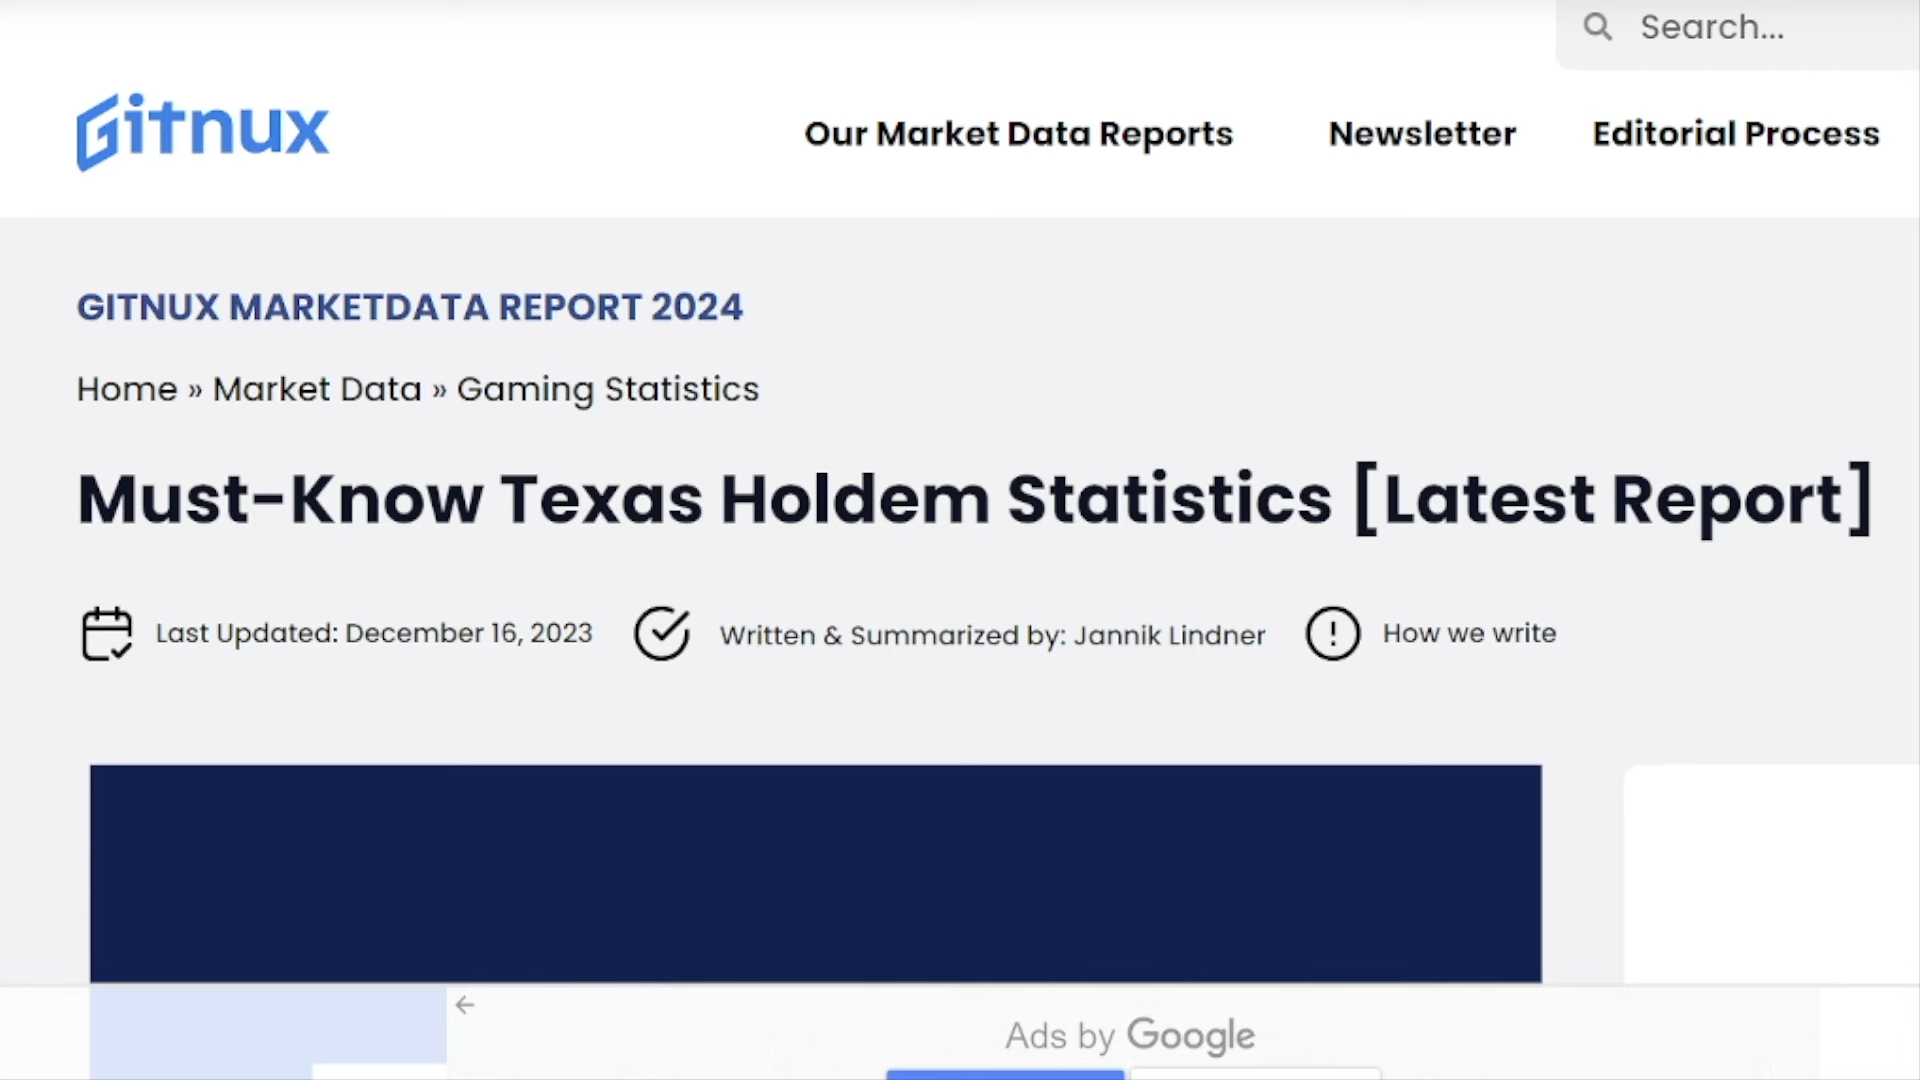 Search...
Gitnux
Our Market Data Reports Newsletter Editorial Process
GITNUX MARKETDATA REPORT 2024
Home » Market Data » Gaming Statistics
Must-Know Texas Holdem Statistics [Latest Report]
Last Updated: December 16, 2023 Written & Summarized by: Jannik Lindner How we write
Ads by Google